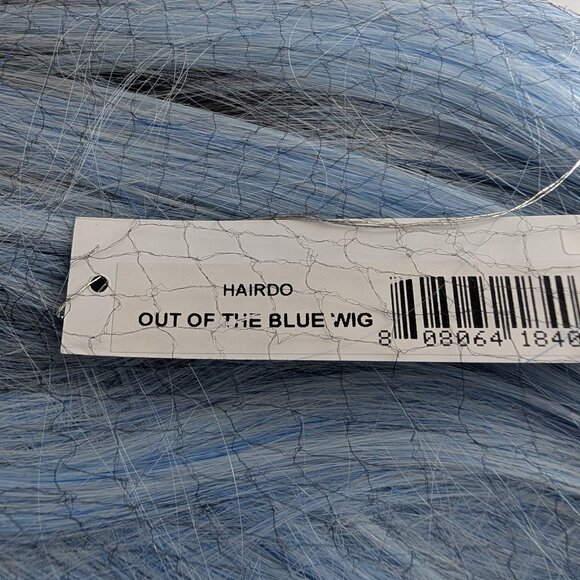 HAIRDO
OUT OF THE BLUE WIG
8 08064 1840